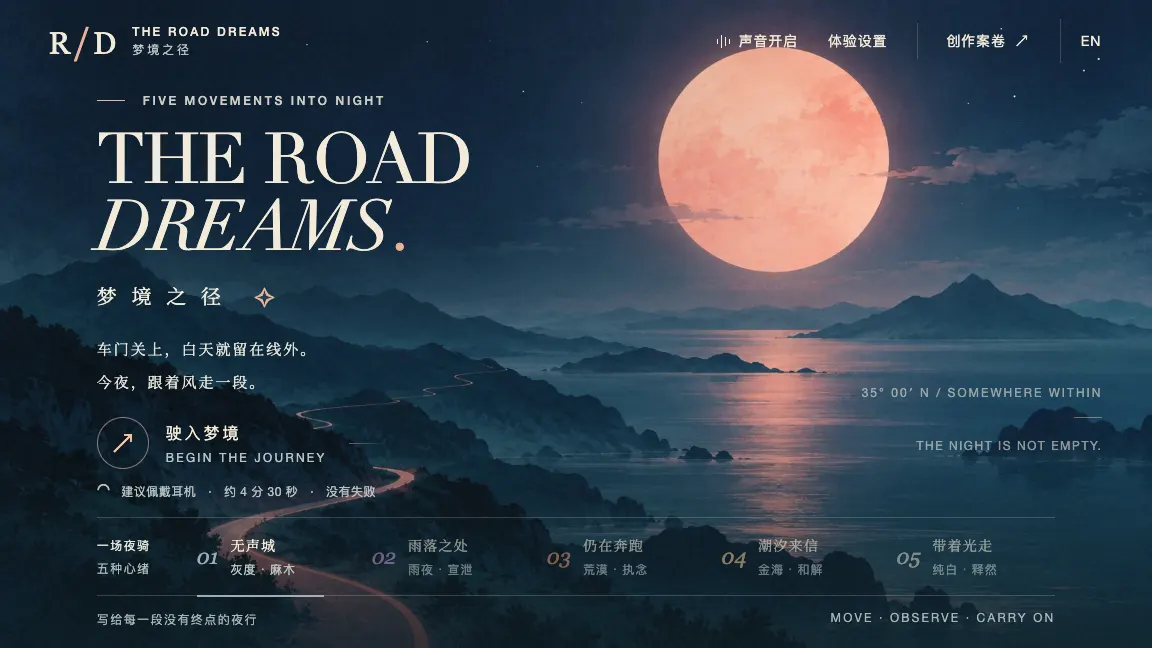 R/D
THE ROAD DREAMS
梦境之径
声音开启
体验设置
创作案卷 ↗
EN
FIVE MOVEMENTS INTO NIGHT
THE ROAD
DREAMS.
梦境之径
车门关上，白天就留在线外。
今夜，跟着风走一段。
驶入梦境
BEGIN THE JOURNEY
建议佩戴耳机 · 约 4 分 30 秒 · 没有失败
35° 00′ N / SOMEWHERE WITHIN
THE NIGHT IS NOT EMPTY.
一场夜骑
五种心绪
01 无声城
灰度 · 麻木
02 雨落之处
雨夜 · 宣泄
03 仍在奔跑
荒漠 · 执念
04 潮汐来信
金海 · 和解
05 带着光走
纯白 · 释然
写给每一段没有终点的夜行
MOVE · OBSERVE · CARRY ON